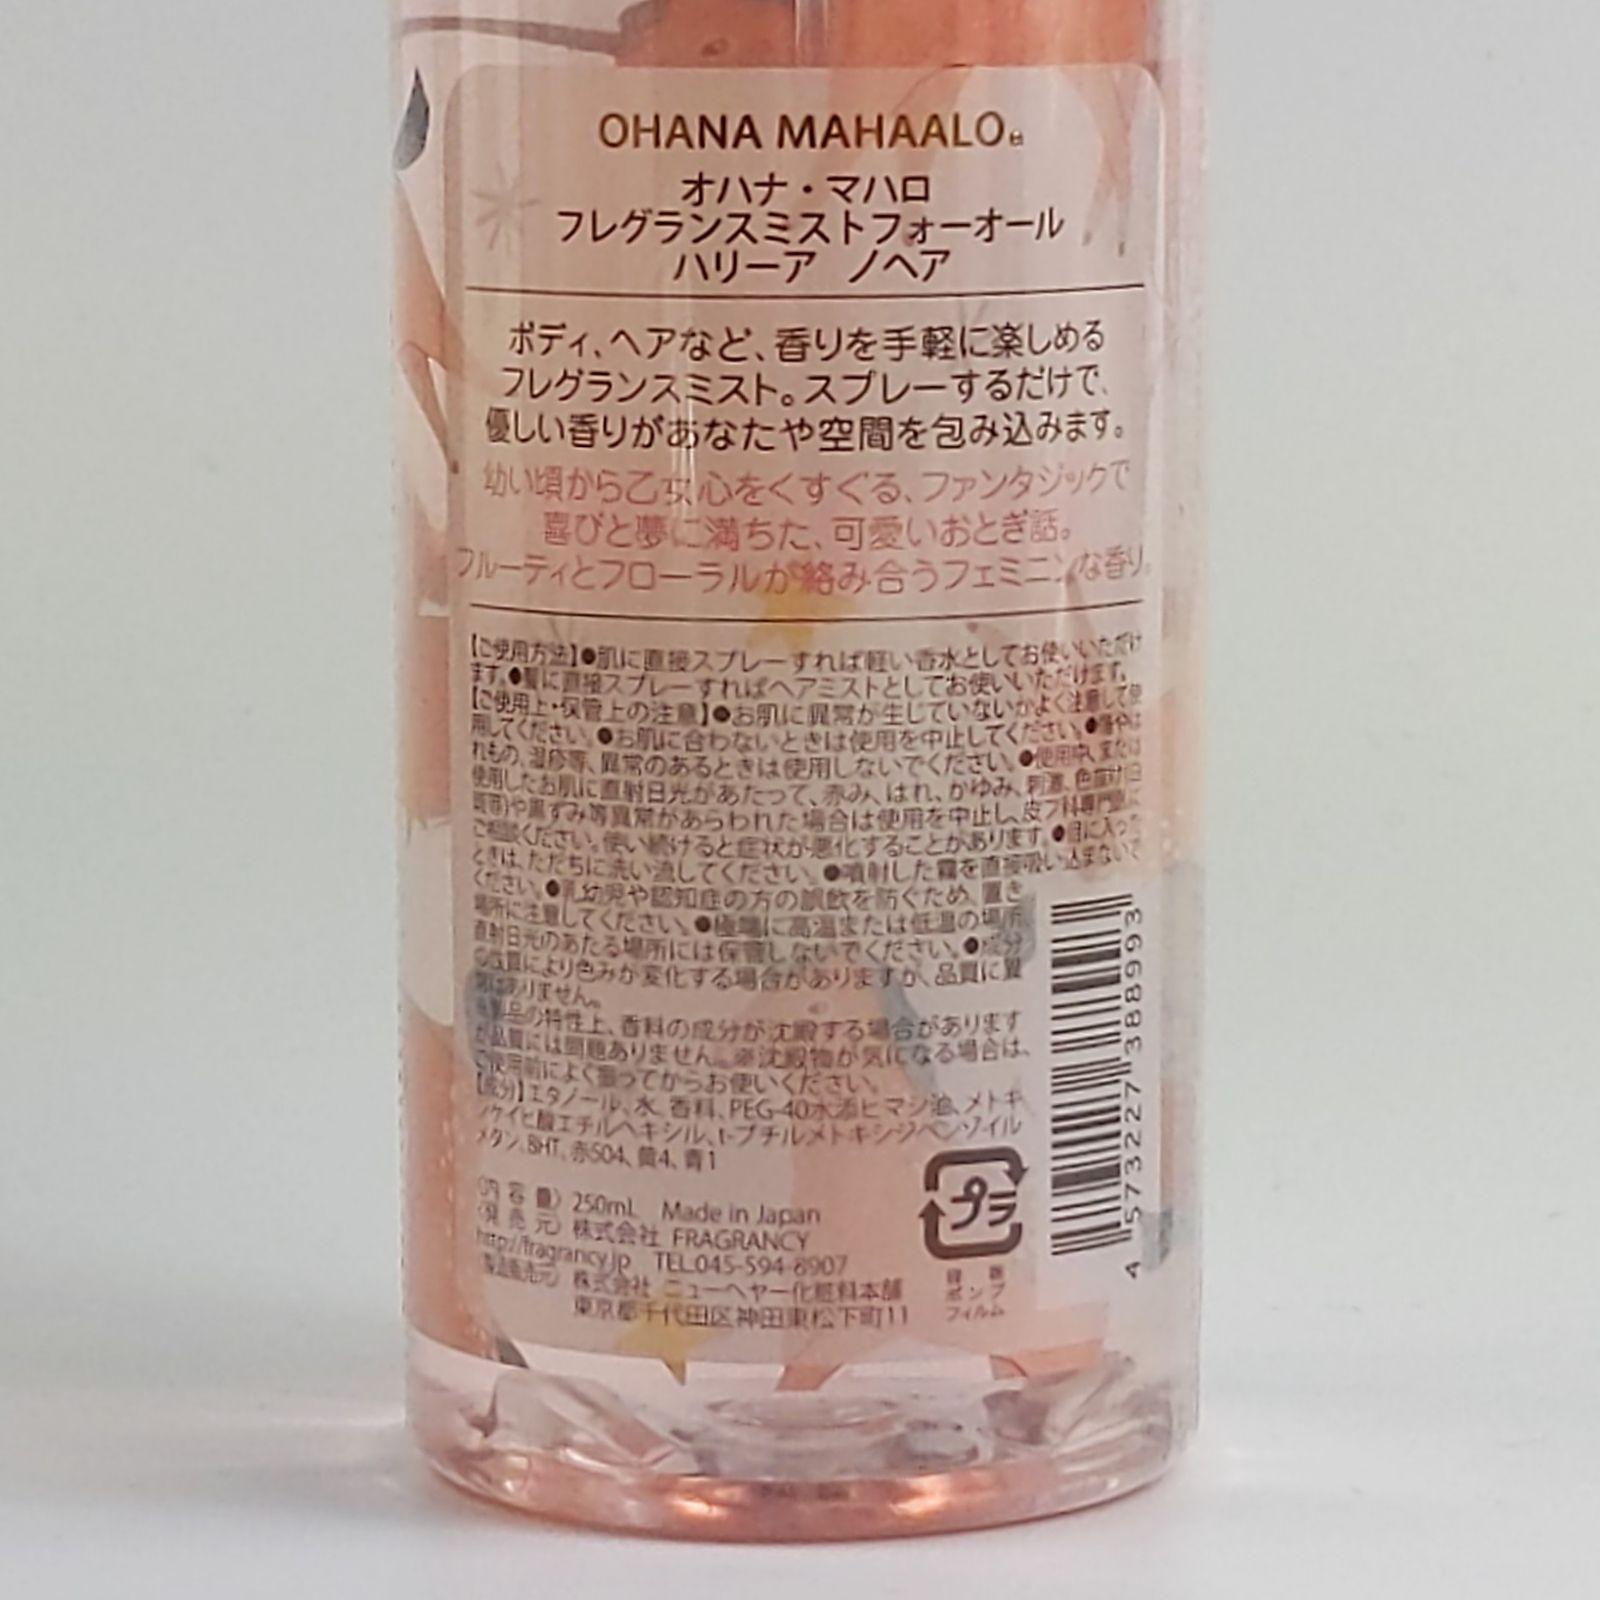 OHANA MAHAALO
オハナ・マハロ
フレグランスミストフォーオール
ハリーア ノヘア
ボディ、ヘアなど、香りを手軽に楽しめる
フレグランスミスト。スプレーするだけで、
優しい香りがあなたや空間を包み込みます。
幼い頃から乙女心をくすぐる、ファンタジックで
喜びと夢に満ちた、可愛いおとぎ話。
フルーティとフローラルが絡み合うフェミニンな香り。
【ご使用方法】●肌に直接スプレーすれば軽い香水としてお使いいただけ
ます。●髪に直接スプレーすればヘアミストとしてお使いいただけます。
【ご使用上・保管上の注意】●お肌に異常が生じていないかよく注意して使
用してください。●お肌に合わないときは使用を中止してください。●傷やは
れもの、湿疹等、異常のあるときは使用しないでください。●使用中、または
使用したお肌に直射日光があたって、赤み、はれ、かゆみ、刺激、色抜け(白
斑等)や黒ずみ等異常があらわれた場合は使用を中止し、皮フ科専門医に
ご相談ください。使い続けると症状が悪化することがあります。●目に入った
ときは、ただちに洗い流してください。●噴射した霧を直接吸い込まないで
ください。●乳幼児や認知症の方の誤飲を防ぐため、置き
場所に注意してください。●極端に高温または低温の場所、
直射日光のあたる場所には保管しないでください。●成分
の性質により色みが変化する場合がありますが、品質に異
常はありません。
本製品の特性上、香料の成分が沈殿する場合があります
が品質には問題ありません。※沈殿物が気になる場合は、
ご使用前によく振ってからお使いください。
【成分】エタノール、水、香料、PEG-40水添ヒマシ油、メトキ
シケイヒ酸エチルヘキシル、t-ブチルメトキシジベンゾイル
メタン、BHT、赤504、黄4、青1
〈内 容 量〉 250mL Made in Japan
〈発 売 元〉 株式会社 FRAGRANCY
http://fragrancy.jp TEL.045-594-8907
〈製造販売元〉 株式会社 ニューヘヤー化粧料本舗
東京都千代田区神田東松下町11
プラ
容 器
ポンプ
フィルム
4 573227 388993